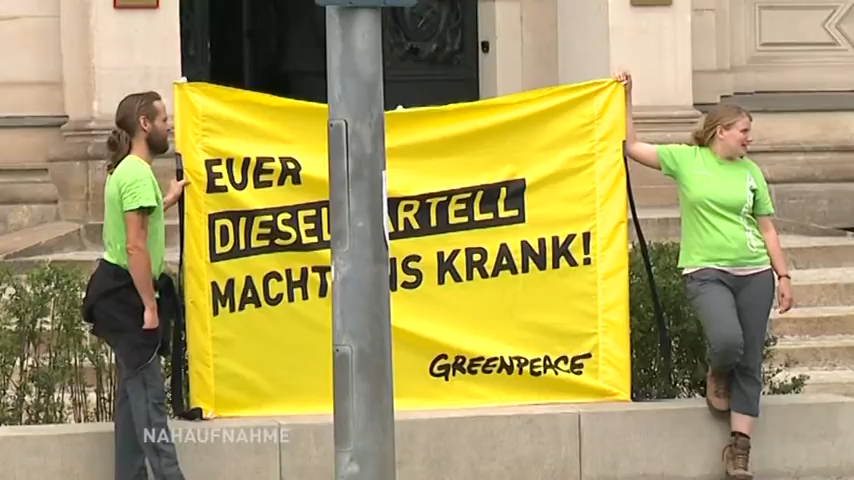 EUER
DIESEL ARTELL
MACHT NS KRANK!
GREENPEACE
NAHAUFNAHME